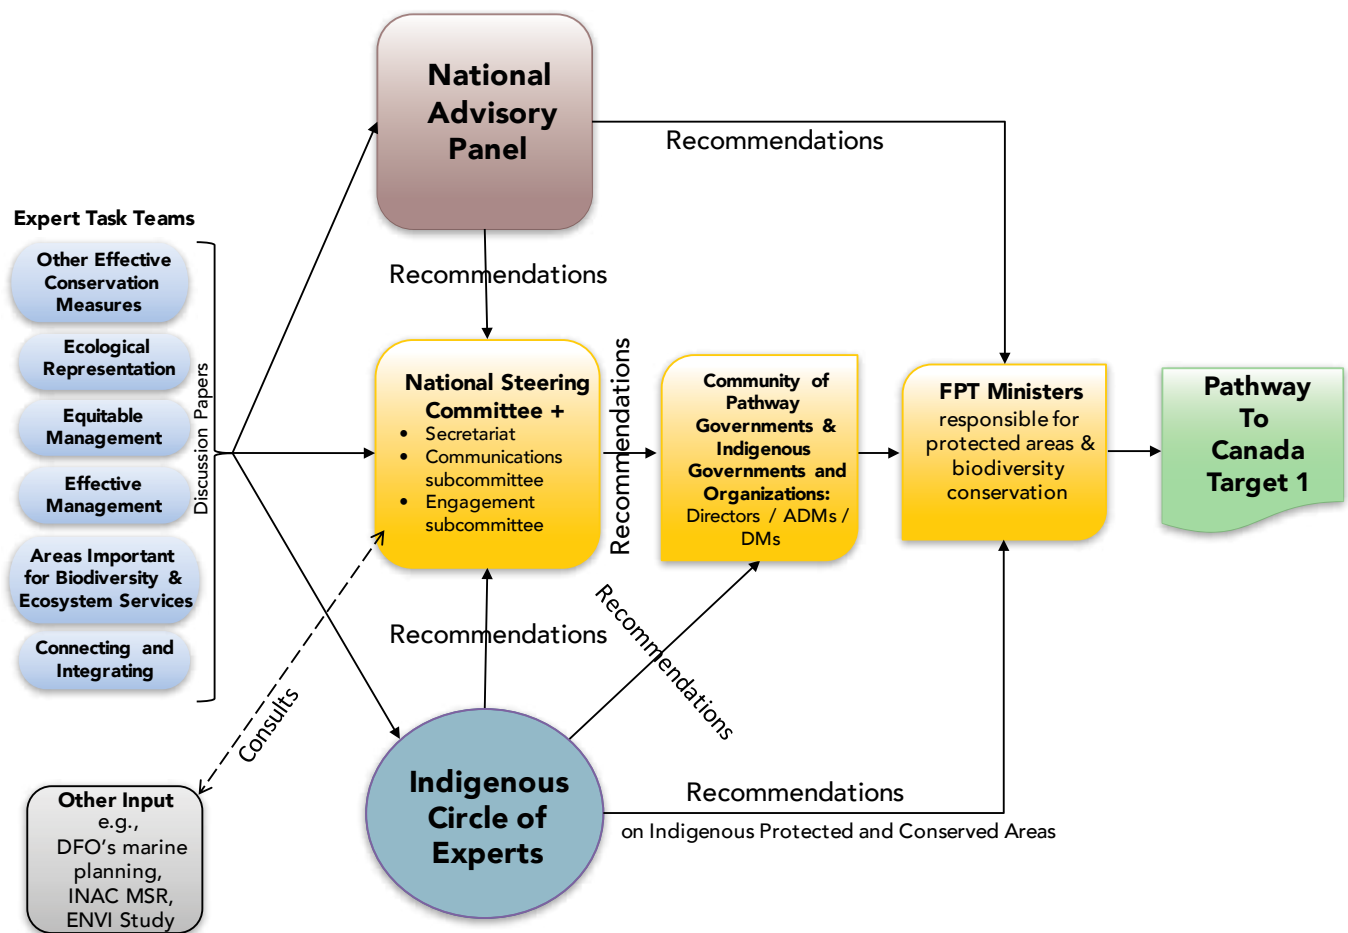 National
Advisory
Panel
Recommendations
Recommendations
Expert Task Teams
Other Effective
Conservation
Measures
Ecological
Representation
Equitable
Management
Effective
Management
Areas Important
for Biodiversity &
Ecosystem Services
Connecting and
Integrating
Discussion Papers
National Steering
Committee +
• Secretariat
• Communications
subcommittee
• Engagement
subcommittee
Recommendations
Community of
Pathway
Governments &
Indigenous
Governments and
Organizations:
Directors / ADMs /
DMs
FPT Ministers
responsible for
protected areas &
biodiversity
conservation
Pathway
To
Canada
Target 1
Consults
Recommendations
Recommendations
Other Input
e.g.,
DFO’s marine
planning,
INAC MSR,
ENVI Study
Indigenous
Circle of
Experts
Recommendations
on Indigenous Protected and Conserved Areas